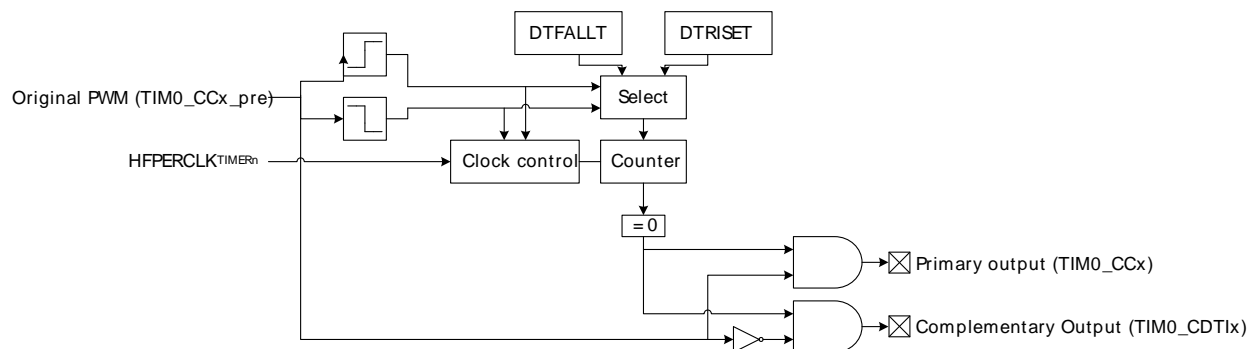 DTFALLT
DTRISET
Original PWM (TIM0_CCx_pre)
Select
HFPERCLKTIMERn
Clock control
Counter
= 0
Primary output (TIM0_CCx)
Complementary Output (TIM0_CDTIx)